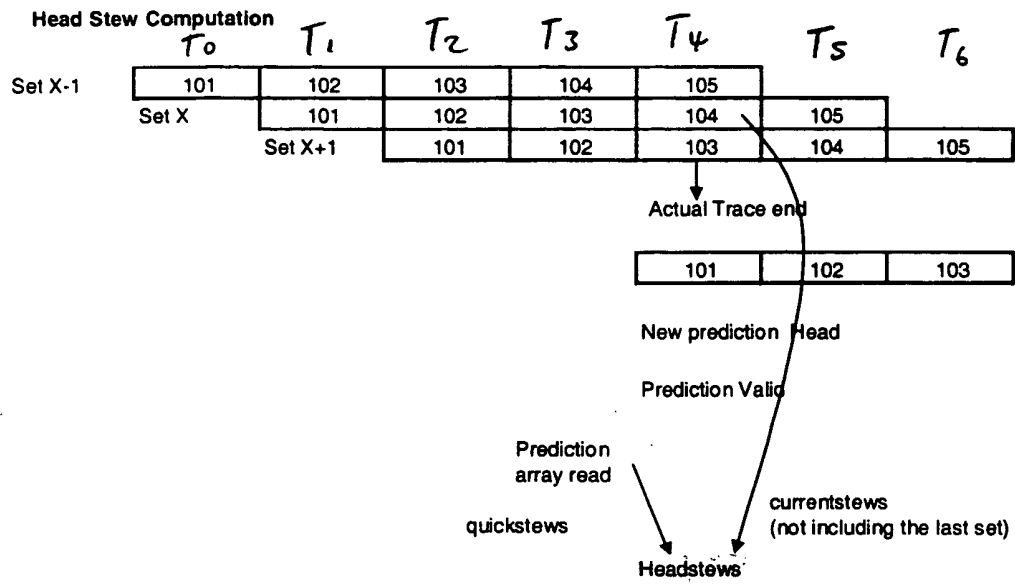 Head Stew Computation
T0 T1 T2 T3 T4 T5 T6
Set X-1 101 102 103 104 105
Set X 101 102 103 104 105
Set X+1 101 102 103 104 105
Actual Trace end
101 102 103
New prediction Head
Prediction Valid
Prediction
array read
currentstews
quickstews
(not including the last set)
Headstews